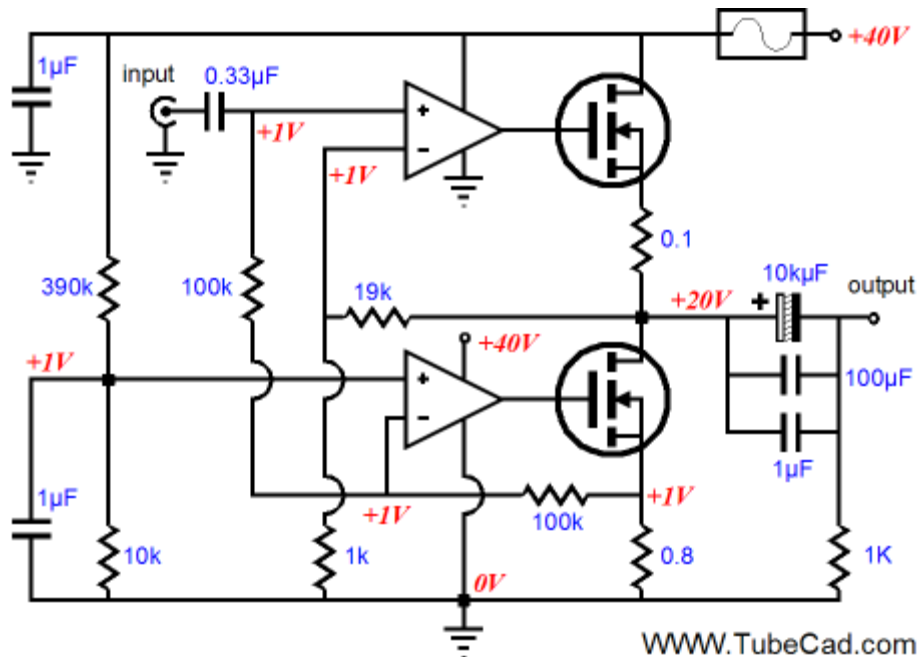 +40V
1µF
input
0.33µF
+
+1V
-
+1V
0.1
390k
100k
19k
10kµF
+
output
+20V
+40V
+1V
+
-
100µF
1µF
1µF
+1V
100k
+1V
10k
1k
0.8
1K
0V
WWW.TubeCad.com